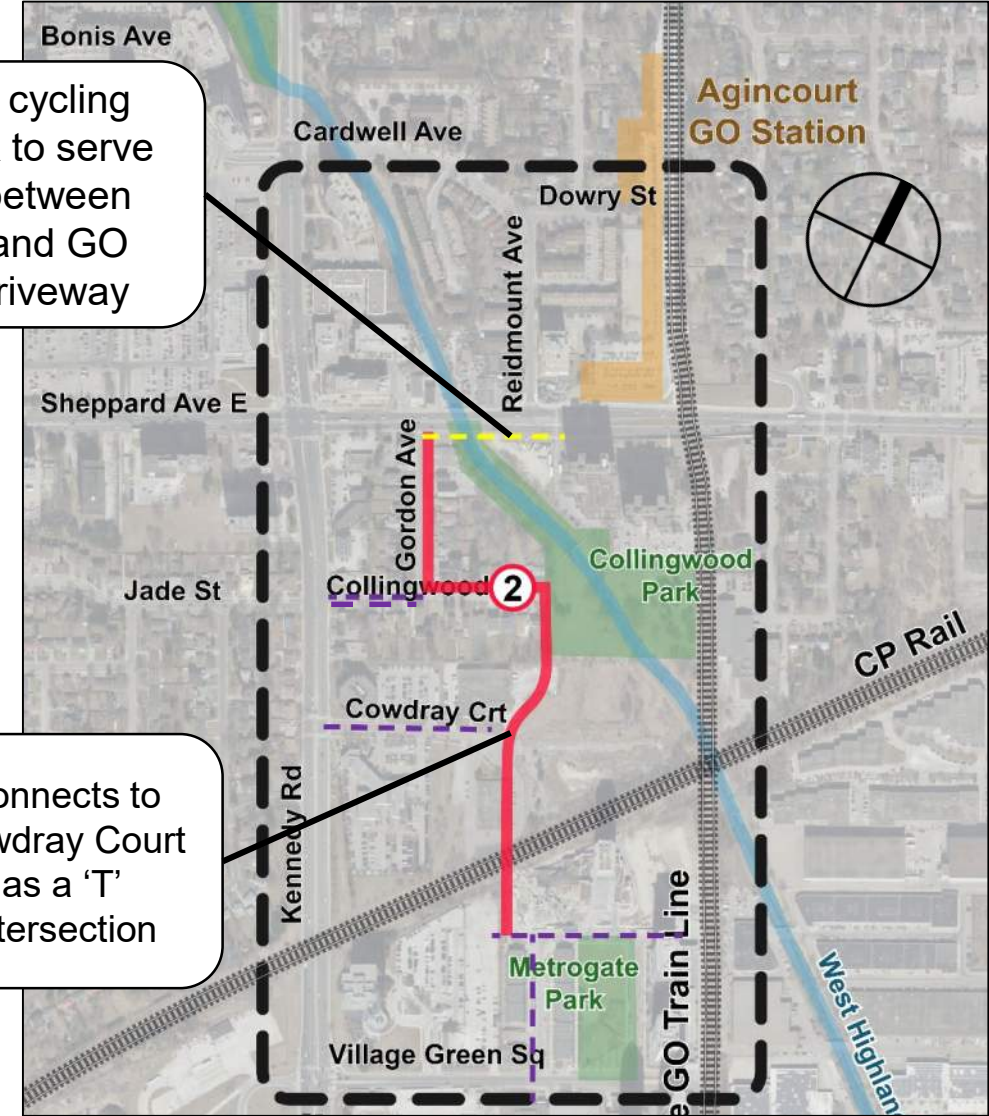 Bonis Ave
cycling
to serve
between
and GO
riveway
Cardwell Ave
Agincourt
GO Station
Dowry St
Reidmount Ave
Sheppard Ave E
Gordon Ave
Jade St
Collingwood
2
Collingwood
Park
CP Rail
Cowdray Crt
onnects to
wdray Court
as a ‘T’
tersection
Kennedy Rd
Metrogate
Park
e GO Train Line
West Highlan
Village Green Sq